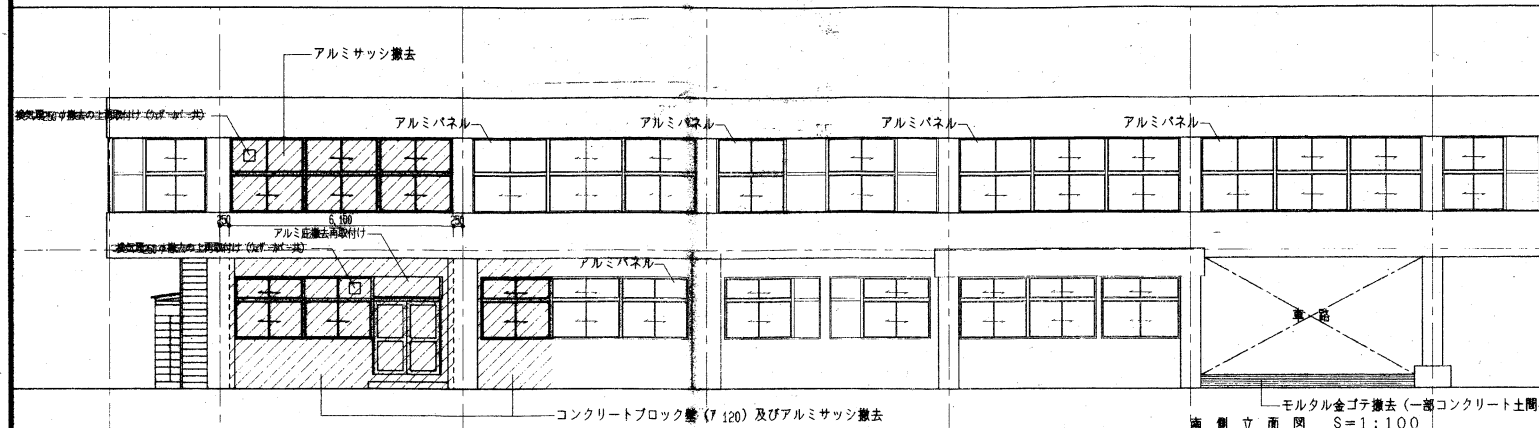 アルミサッシ撤去
アルミパネル
アルミパネル
アルミパネル
アルミパネル
250
6,100
250
アルミ庇撤去再取付け
アルミパネル
車路
コンクリートブロック壁 (ｱ 120) 及びアルミサッシ撤去
モルタル金ゴテ撤去 (一部コンクリート土間
側立面図 S=1:100